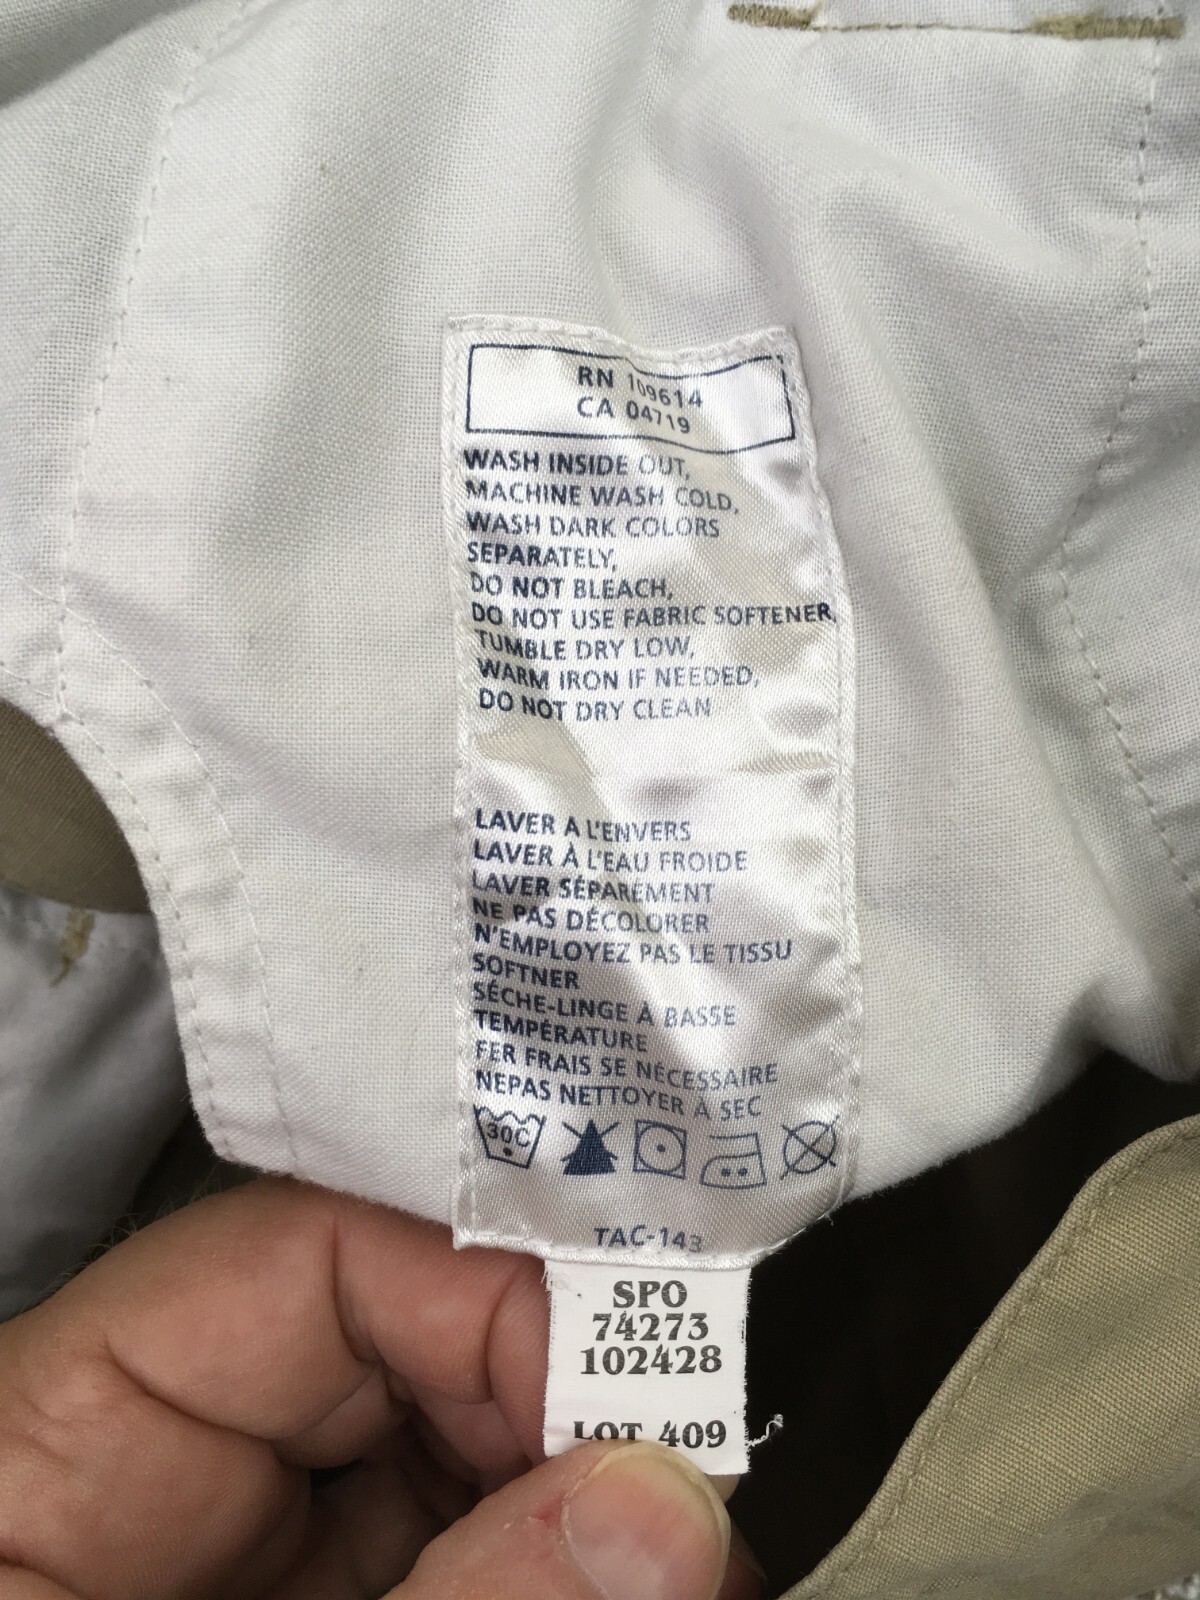 RN 109614
CA 04719
WASH INSIDE OUT,
MACHINE WASH COLD,
WASH DARK COLORS
SEPARATELY,
DO NOT BLEACH,
DO NOT USE FABRIC SOFTENER,
TUMBLE DRY LOW,
WARM IRON IF NEEDED,
DO NOT DRY CLEAN
LAVER A L'ENVERS
LAVER À L'EAU FROIDE
LAVER SÉPARÉMENT
NE PAS DÉCOLORER
N'EMPLOYEZ PAS LE TISSU
SOFTNER
SÉCHE-LINGE À BASSE
TEMPÉRATURE
FER FRAIS SE NÉCESSAIRE
NEPAS NETTOYER À SEC
30C
TAC-143
SPO
74273
102428
LOT 409